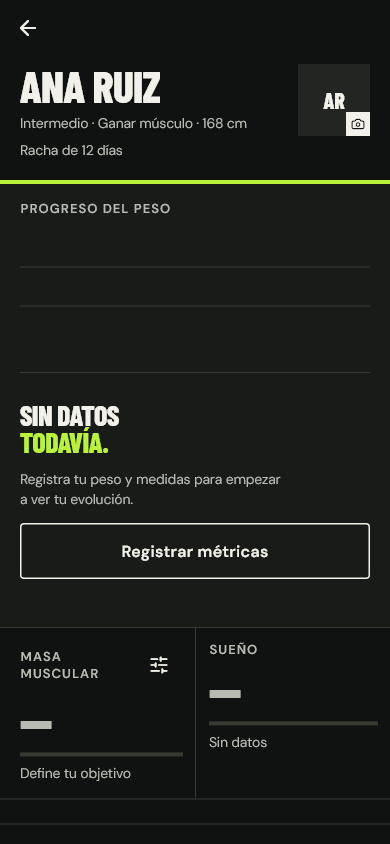 ANA RUIZ
AR
Intermedio · Ganar músculo · 168 cm
Racha de 12 días
PROGRESO DEL PESO
SIN DATOS
TODAVÍA.
Registra tu peso y medidas para empezar
a ver tu evolución.
Registrar métricas
MASA
MUSCULAR
Define tu objetivo
SUEÑO
Sin datos